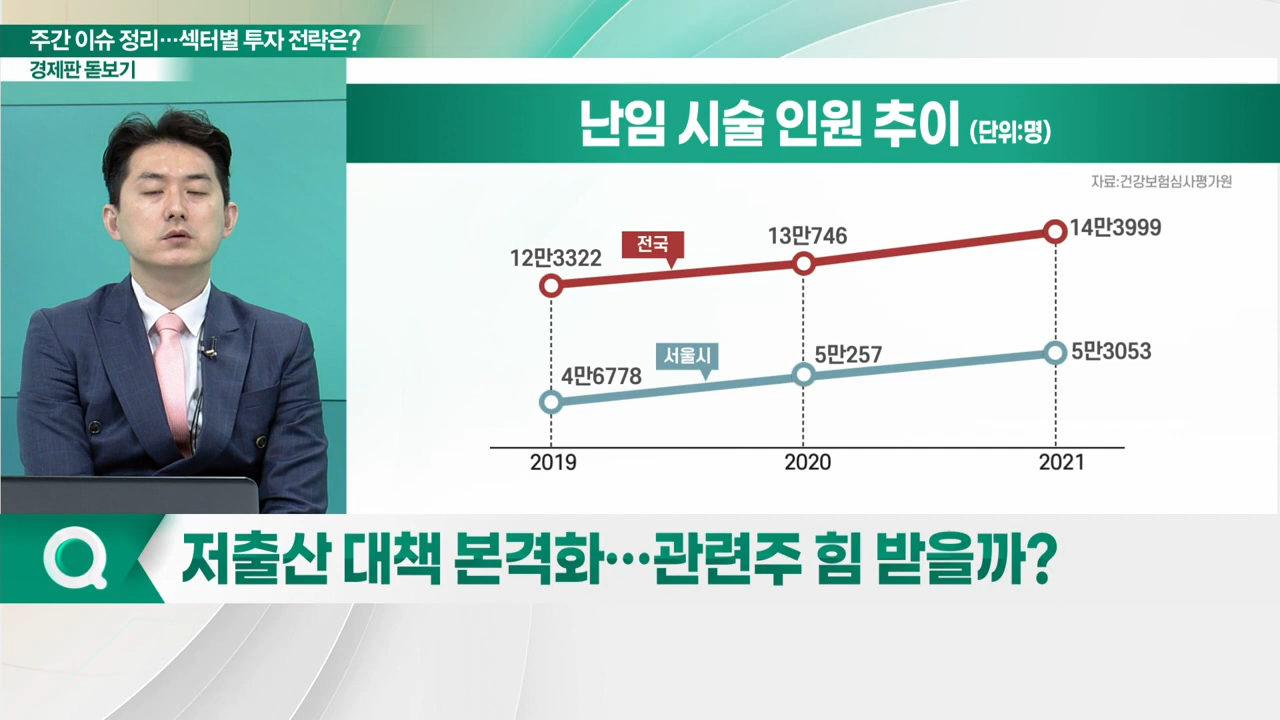 주간 이슈 정리…섹터별 투자 전략은?
경제판 돋보기
난임 시술 인원 추이 (단위:명)
자료:건강보험심사평가원
전국
12만3322
13만746
14만3999
서울시
4만6778
5만257
5만3053
2019
2020
2021
저출산 대책 본격화…관련주 힘 받을까?